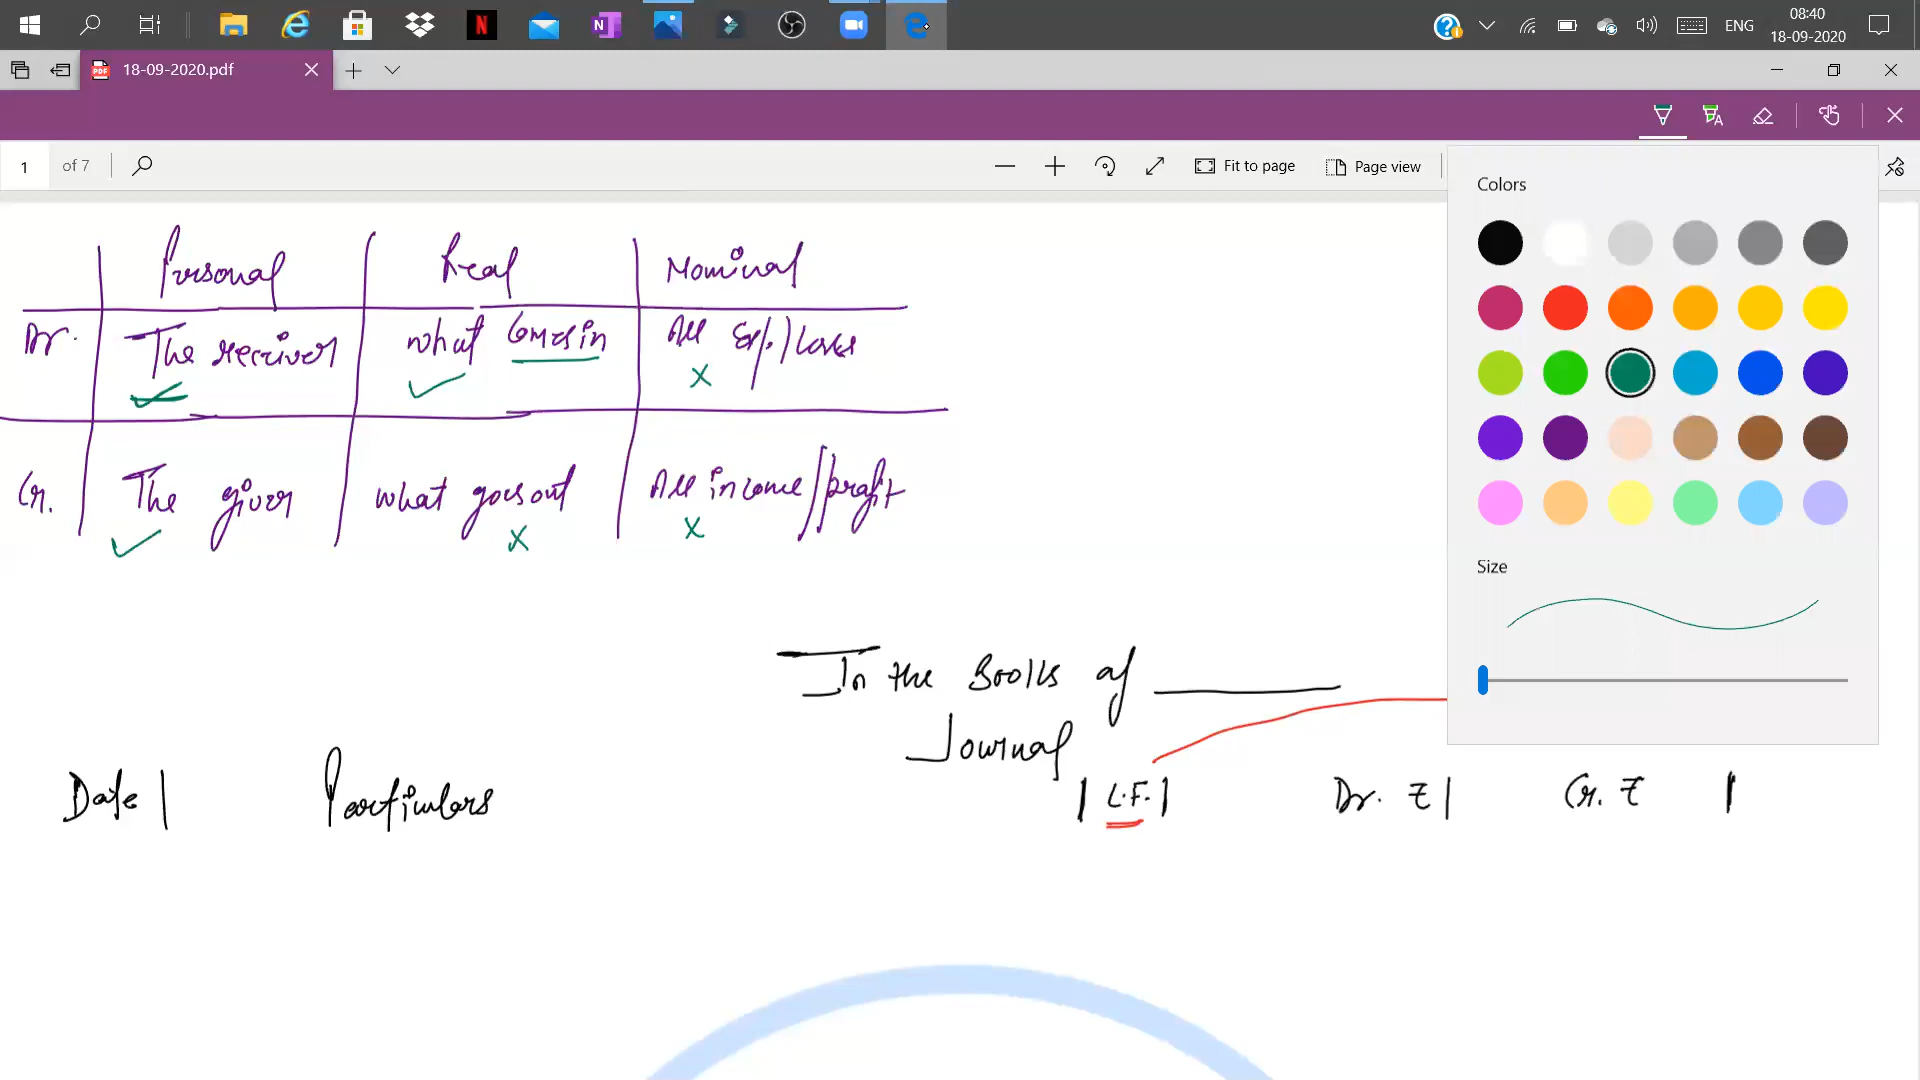 08:40
ENG
18-09-2020
18-09-2020.pdf
1 of 7
Fit to page
Page view
Colors
Personal Real Nominal
Dr. The receiver what comes in All Exp./Losses
Cr. The giver what goes out All income/profit
Size
In the Books of
Journal
Date Particulars L.F. Dr. ₹ Cr. ₹